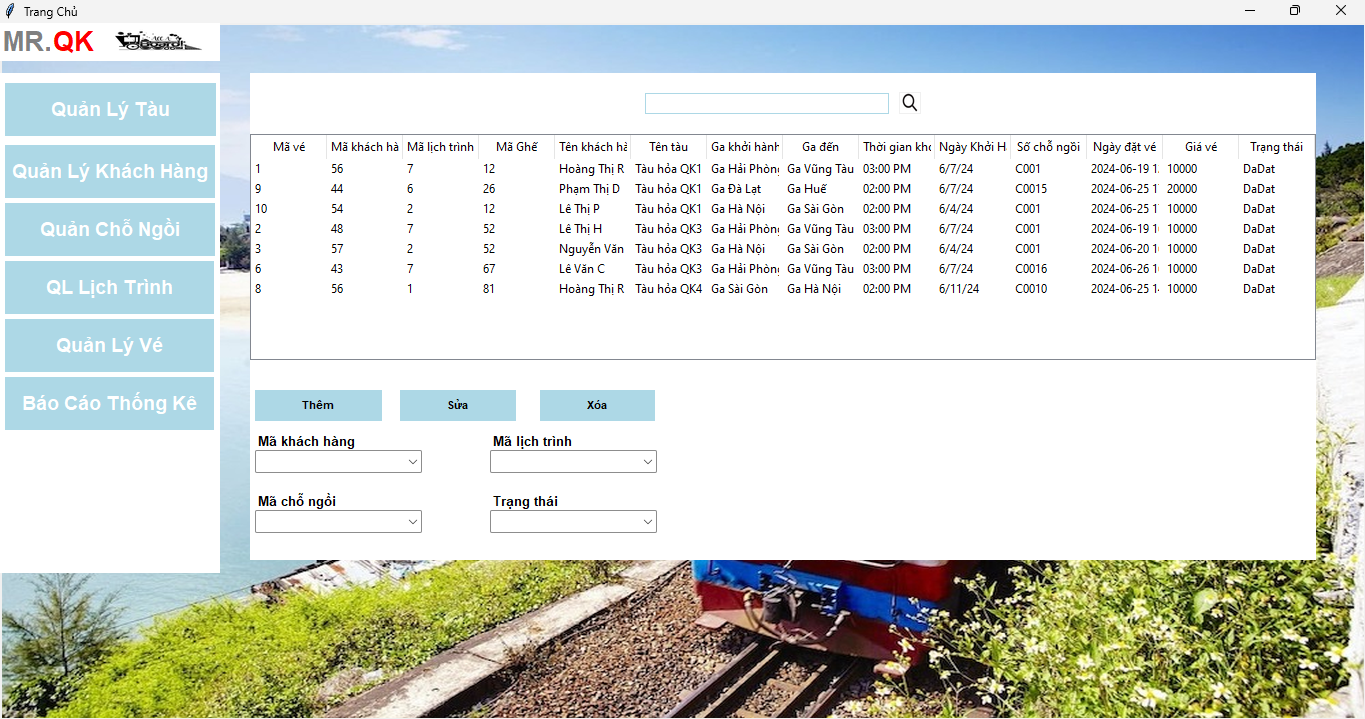 Trang Chủ
MR.QK
Quản Lý Tàu
Quản Lý Khách Hàng
Quản Chỗ Ngồi
QL Lịch Trình
Quản Lý Vé
Báo Cáo Thống Kê
Mã vé Mã khách hà Mã lịch trình Mã Ghế Tên khách hà Tên tàu Ga khởi hành Ga đến Thời gian khở Ngày Khởi H Số chỗ ngồi Ngày đặt vé Giá vé Trạng thái
1 56 7 12 Hoàng Thị R Tàu hỏa QK1 Ga Hải Phòng Ga Vũng Tàu 03:00 PM 6/7/24 C001 2024-06-19 1 10000 DaDat
9 44 6 26 Phạm Thị D Tàu hỏa QK1 Ga Đà Lạt Ga Huế 02:00 PM 6/7/24 C0015 2024-06-25 1 20000 DaDat
10 54 2 12 Lê Thị P Tàu hỏa QK1 Ga Hà Nội Ga Sài Gòn 02:00 PM 6/4/24 C001 2024-06-25 1 10000 DaDat
2 48 7 52 Lê Thị H Tàu hỏa QK3 Ga Hải Phòng Ga Vũng Tàu 03:00 PM 6/7/24 C001 2024-06-19 1 10000 DaDat
3 57 2 52 Nguyễn Văn Tàu hỏa QK3 Ga Hà Nội Ga Sài Gòn 02:00 PM 6/4/24 C001 2024-06-20 1 10000 DaDat
6 43 7 67 Lê Văn C Tàu hỏa QK3 Ga Hải Phòng Ga Vũng Tàu 03:00 PM 6/7/24 C0016 2024-06-26 1 10000 DaDat
8 56 1 81 Hoàng Thị R Tàu hỏa QK4 Ga Sài Gòn Ga Hà Nội 02:00 PM 6/11/24 C0010 2024-06-25 1 10000 DaDat
Thêm Sửa Xóa
Mã khách hàng Mã lịch trình
Mã chỗ ngồi Trạng thái